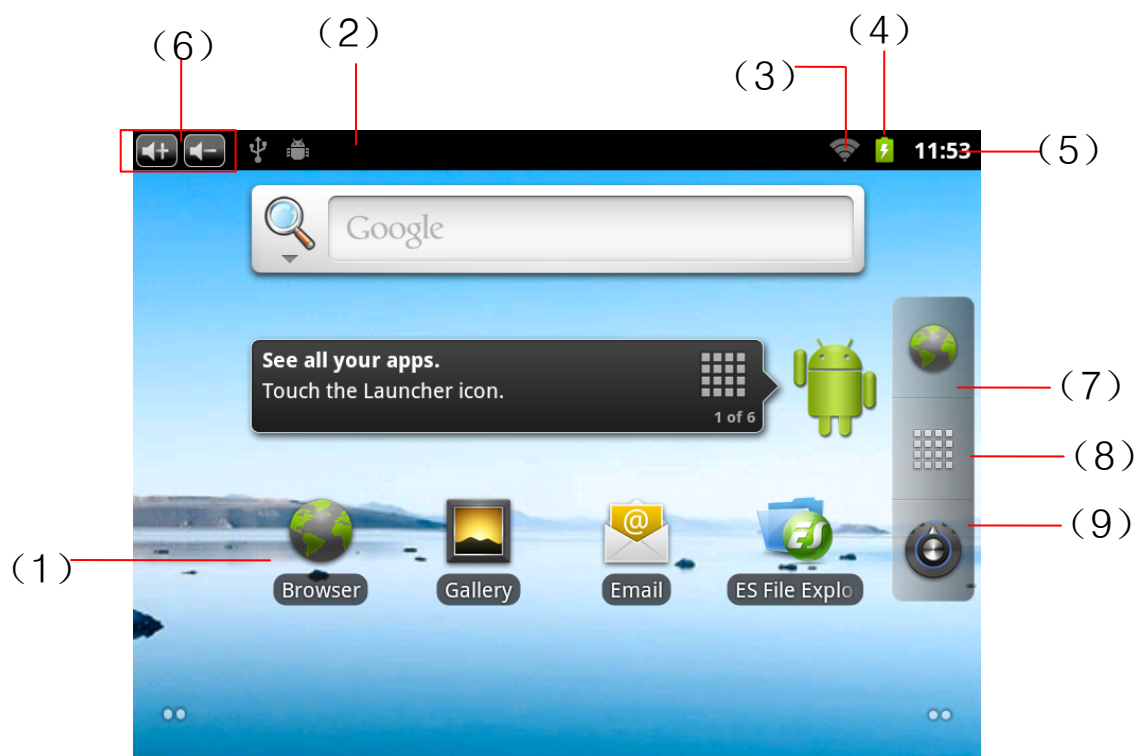 （6）
（2）
（4）
（3）
11:53
（5）
Google
See all your apps.
Touch the Launcher icon.
1 of 6
（7）
（8）
（9）
（1）
@
ES
Browser
Gallery
Email
ES File Explo